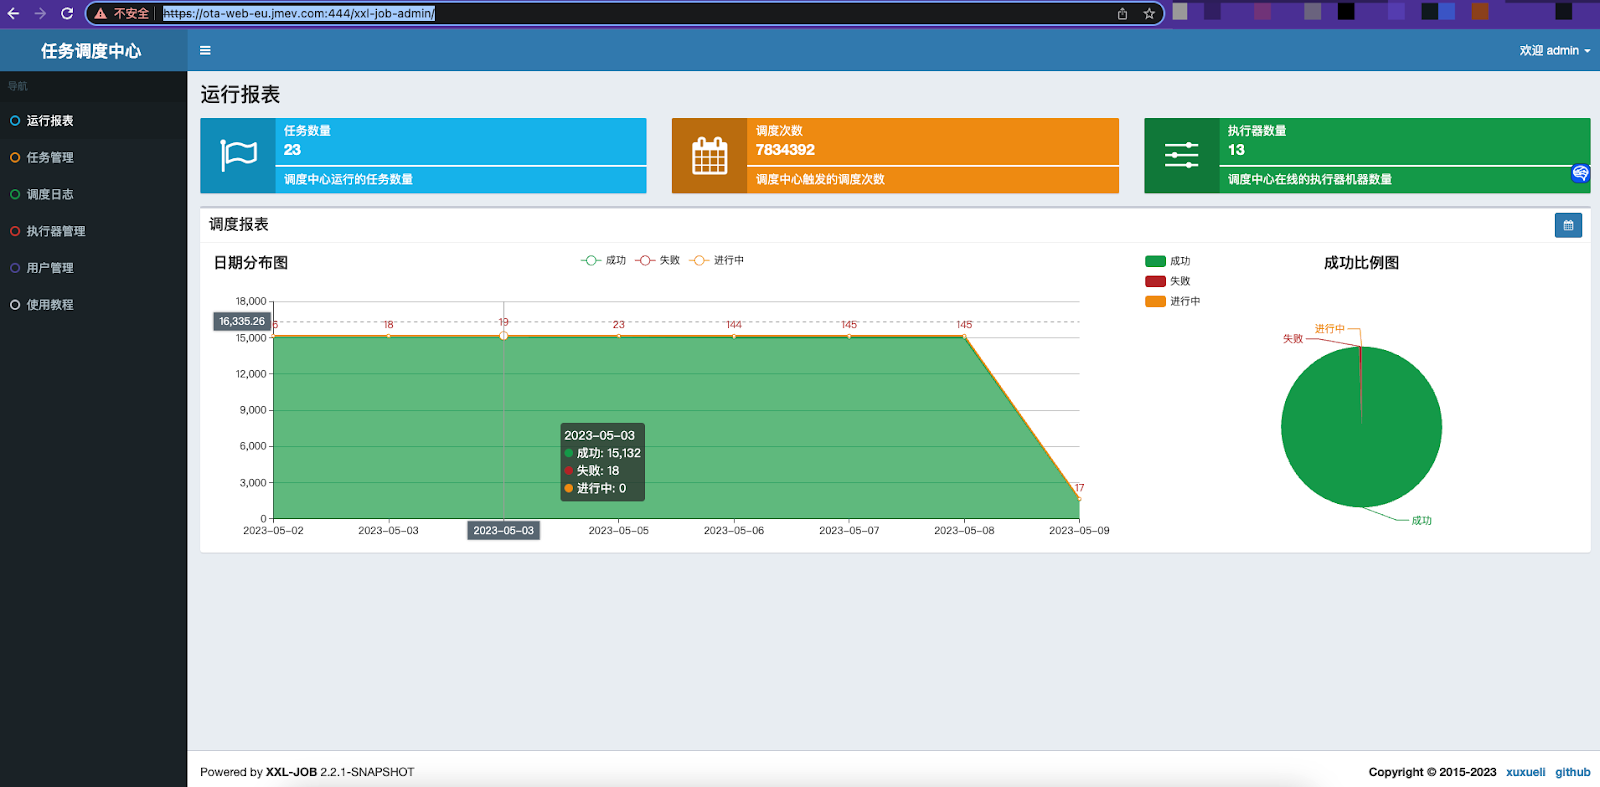 不安全 https://ota-web-eu.jmev.com:444/xxl-job-admin/
任务调度中心
欢迎 admin
导航
运行报表
任务管理
调度日志
执行器管理
用户管理
使用教程
运行报表
任务数量
23
调度中心运行的任务数量
调度次数
7834392
调度中心触发的调度次数
执行器数量
13
调度中心在线的执行器机器数量
调度报表
日期分布图
成功 失败 进行中
18,000
16,335.26
15,000
12,000
9,000
6,000
3,000
0
18 19 23 144 145 145 17
2023-05-03
成功: 15,132
失败: 18
进行中: 0
2023-05-02 2023-05-03 2023-05-03 2023-05-05 2023-05-06 2023-05-07 2023-05-08 2023-05-09
成功
失败
进行中
成功比例图
进行中
失败
成功
Powered by XXL-JOB 2.2.1-SNAPSHOT
Copyright © 2015-2023 xuxueli github